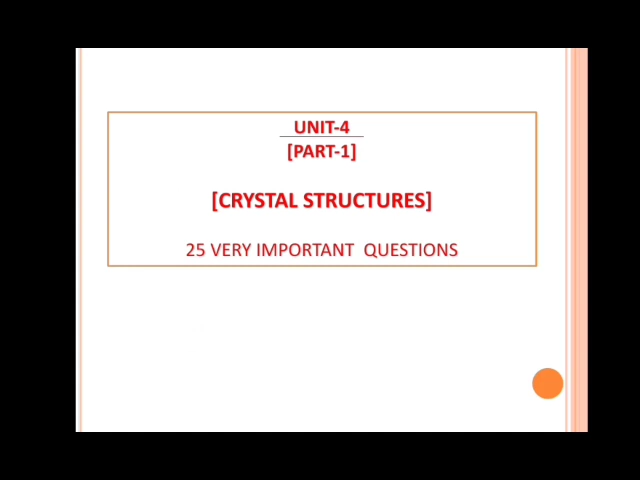 UNIT-4
[PART-1]
[CRYSTAL STRUCTURES]
25 VERY IMPORTANT QUESTIONS